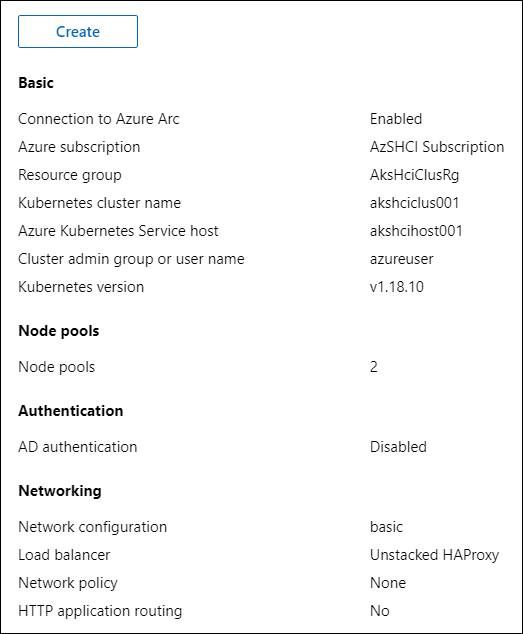 Create
Basic
Connection to Azure Arc Enabled
Azure subscription AzSHCI Subscription
Resource group AksHciClusRg
Kubernetes cluster name akshciclus001
Azure Kubernetes Service host akshcihost001
Cluster admin group or user name azureuser
Kubernetes version v1.18.10
Node pools
Node pools 2
Authentication
AD authentication Disabled
Networking
Network configuration basic
Load balancer Unstacked HAProxy
Network policy None
HTTP application routing No